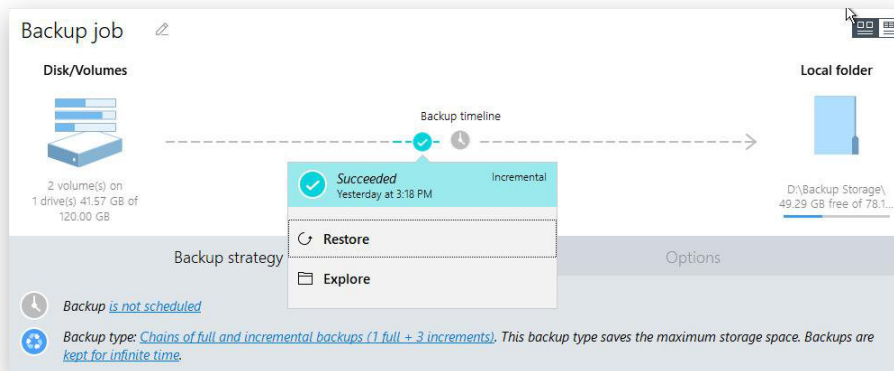 Backup job
Disk/Volumes
Local folder
Backup timeline
Succeeded
Incremental
Yesterday at 3:18 PM
2 volume(s) on
1 drive(s) 41.57 GB of
120.00 GB
D:\Backup Storage\
49.29 GB free of 78.1...
Restore
Backup strategy
Options
Explore
Backup is not scheduled
Backup type: Chains of full and incremental backups (1 full + 3 increments). This backup type saves the maximum storage space. Backups are
kept for infinite time.